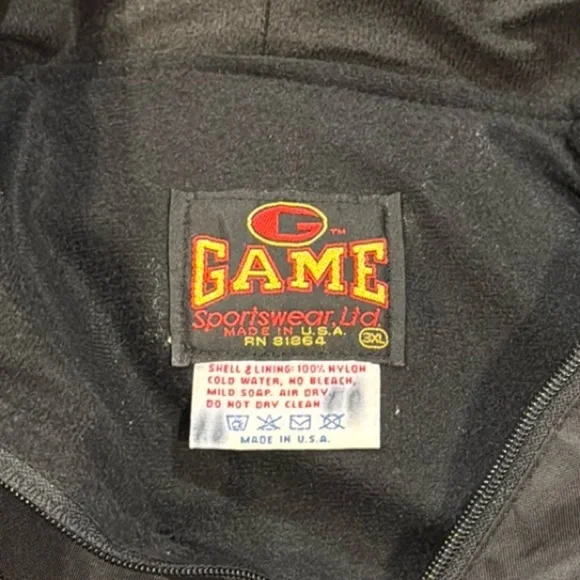 G TM
GAME
Sportswear, Ltd.
MADE IN U.S.A.
RN 81864
3XL
SHELL & LINING: 100% NYLON
COLD WATER, NO BLEACH,
MILD SOAP. AIR DRY
DO NOT DRY CLEAN
MADE IN U.S.A.